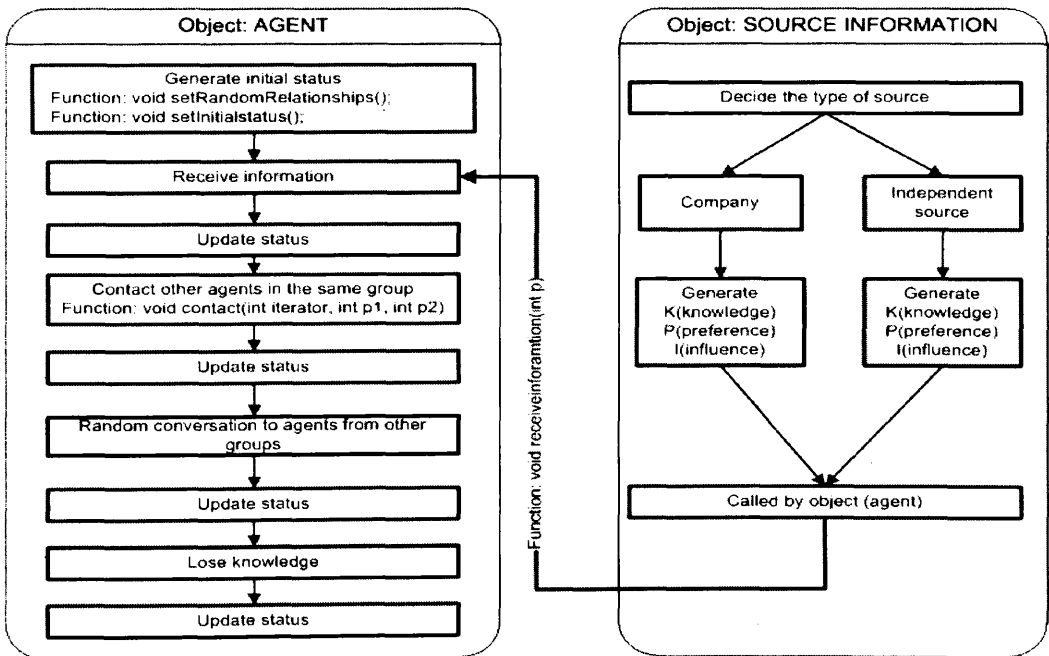 Object: AGENT
Generate initial status
Function: void setRandomRelationships();
Function: void setInitialstatus();
Receive information
Update status
Contact other agents in the same group
Function: void contact(int iterator, int p1, int p2)
Update status
Random conversation to agents from other
groups
Update status
Lose knowledge
Update status
Function: void receiveinforamtion(int p)
Object: SOURCE INFORMATION
Decide the type of source
Company
Independent
source
Generate
K(knowledge)
P(preference)
I(influence)
Generate
K(knowledge)
P(preference)
I(influence)
Called by object (agent)